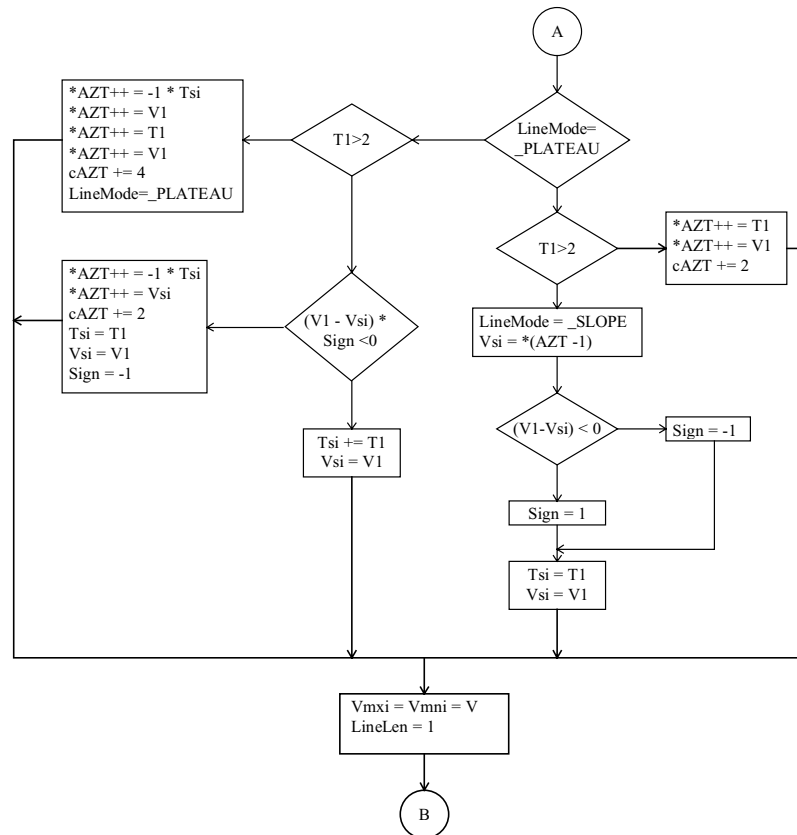 A
LineMode=
_PLATEAU
T1>2
*AZT++ = -1 * Tsi
*AZT++ = V1
*AZT++ = T1
*AZT++ = V1
cAZT += 4
LineMode=_PLATEAU
T1>2
*AZT++ = T1
*AZT++ = V1
cAZT += 2
*AZT++ = -1 * Tsi
*AZT++ = Vsi
cAZT += 2
Tsi = T1
Vsi = V1
Sign = -1
(V1 - Vsi) *
Sign <0
LineMode = _SLOPE
Vsi = *(AZT -1)
(V1-Vsi) < 0
Sign = -1
Tsi += T1
Vsi = V1
Sign = 1
Tsi = T1
Vsi = V1
Vmxi = Vmni = V
LineLen = 1
B